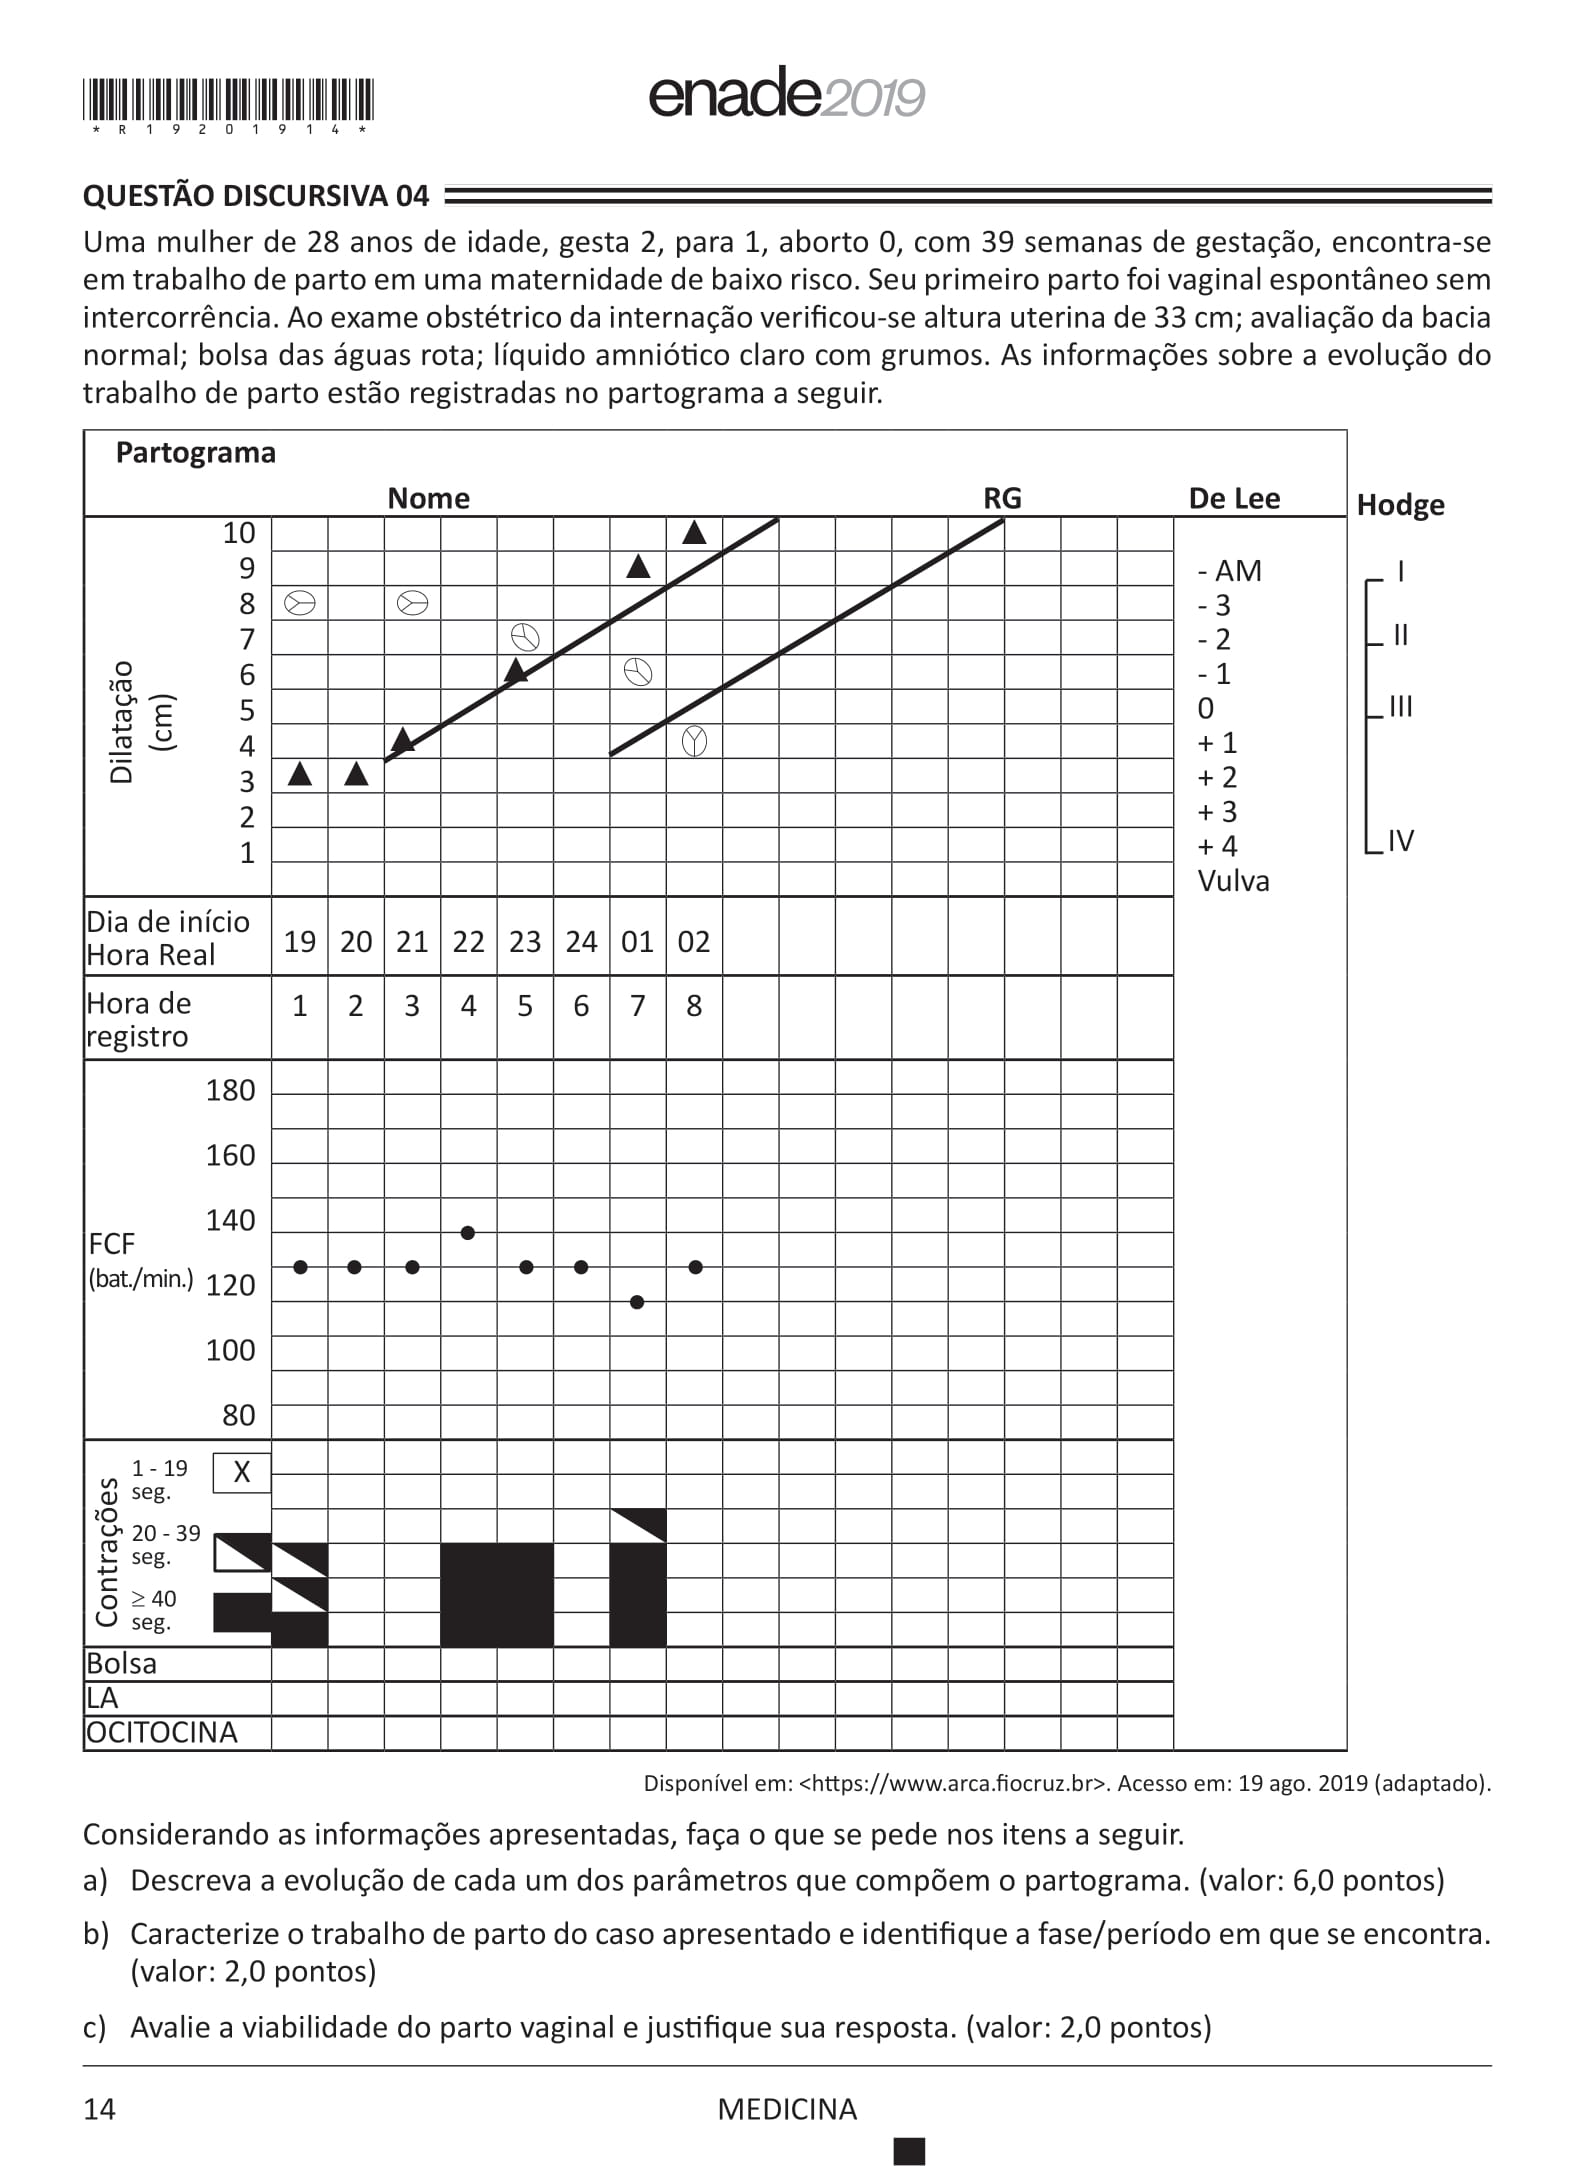 *R19201914*
enade2019
QUESTÃO DISCURSIVA 04
Uma mulher de 28 anos de idade, gesta 2, para 1, aborto 0, com 39 semanas de gestação, encontra-se
em trabalho de parto em uma maternidade de baixo risco. Seu primeiro parto foi vaginal espontâneo sem
intercorrência. Ao exame obstétrico da internação verificou-se altura uterina de 33 cm; avaliação da bacia
normal; bolsa das águas rota; líquido amniótico claro com grumos. As informações sobre a evolução do
trabalho de parto estão registradas no partograma a seguir.
Partograma
Nome RG De Lee Hodge
Dilatação
(cm)
10
9
8
7
6
5
4
3
2
1
- AM
- 3
- 2
- 1
0
+ 1
+ 2
+ 3
+ 4
Vulva
I
II
III
IV
Dia de início
Hora Real
19 20 21 22 23 24 01 02
Hora de
registro
1 2 3 4 5 6 7 8
FCF
(bat./min.)
180
160
140
120
100
80
Contrações
1 - 19
seg.
X
20 - 39
seg.
≥ 40
seg.
Bolsa
LA
OCITOCINA
Disponível em: <https://www.arca.fiocruz.br>. Acesso em: 19 ago. 2019 (adaptado).
Considerando as informações apresentadas, faça o que se pede nos itens a seguir.
a) Descreva a evolução de cada um dos parâmetros que compõem o partograma. (valor: 6,0 pontos)
b) Caracterize o trabalho de parto do caso apresentado e identifique a fase/período em que se encontra.
(valor: 2,0 pontos)
c) Avalie a viabilidade do parto vaginal e justifique sua resposta. (valor: 2,0 pontos)
14
MEDICINA